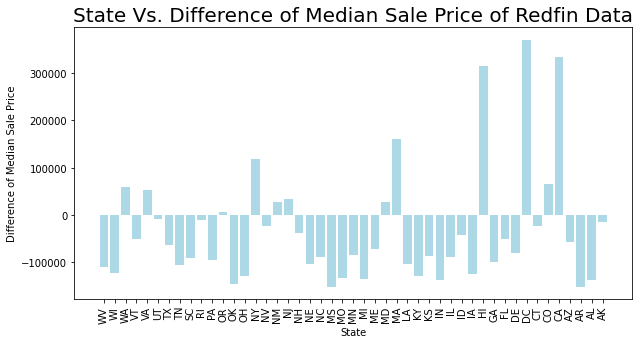 State Vs. Difference of Median Sale Price of Redfin Data
Difference of Median Sale Price
300000
200000
100000
0
−100000
WV WI WA VT VA UT TX TN SC RI PA OR OK OH NY NV NM NJ NH NE NC MS MO MN MI ME MD MA LA KY KS IN IL ID IA HI GA FL DE DC CT CO CA AZ AR AL AK
State